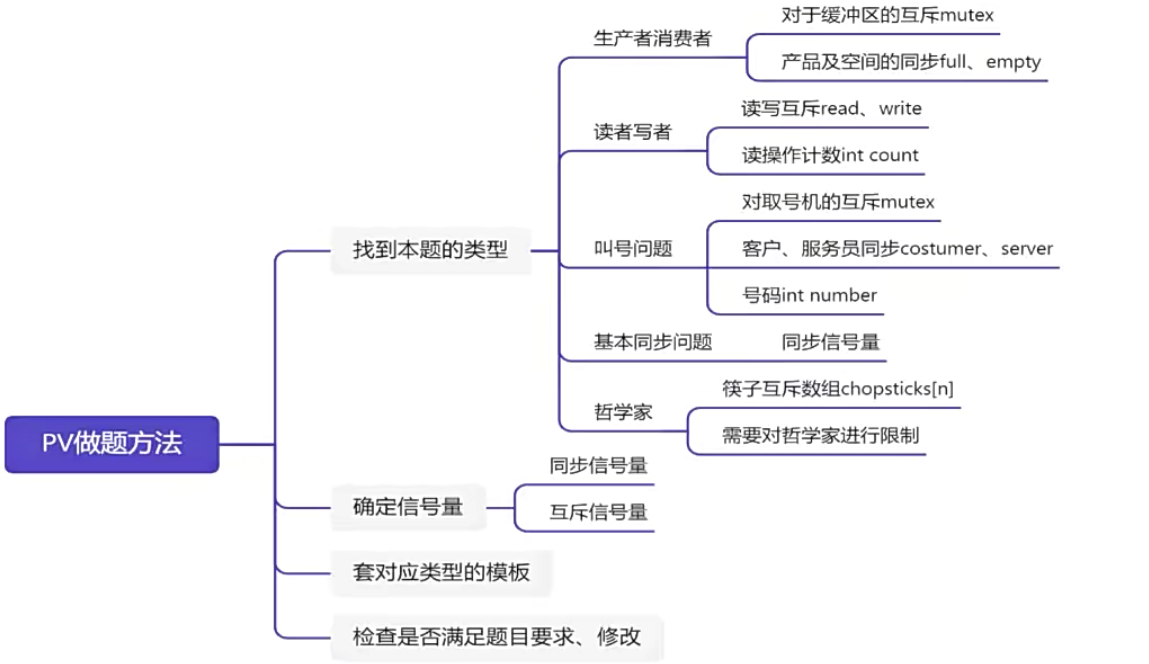 PV做题方法
找到本题的类型
生产者消费者
对于缓冲区的互斥mutex
产品及空间的同步full、empty
读者写者
读写互斥read、write
读操作计数int count
叫号问题
对取号机的互斥mutex
客户、服务员同步costumer、server
号码int number
基本同步问题
同步信号量
哲学家
筷子互斥数组chopsticks[n]
需要对哲学家进行限制
确定信号量
同步信号量
互斥信号量
套对应类型的模板
检查是否满足题目要求、修改